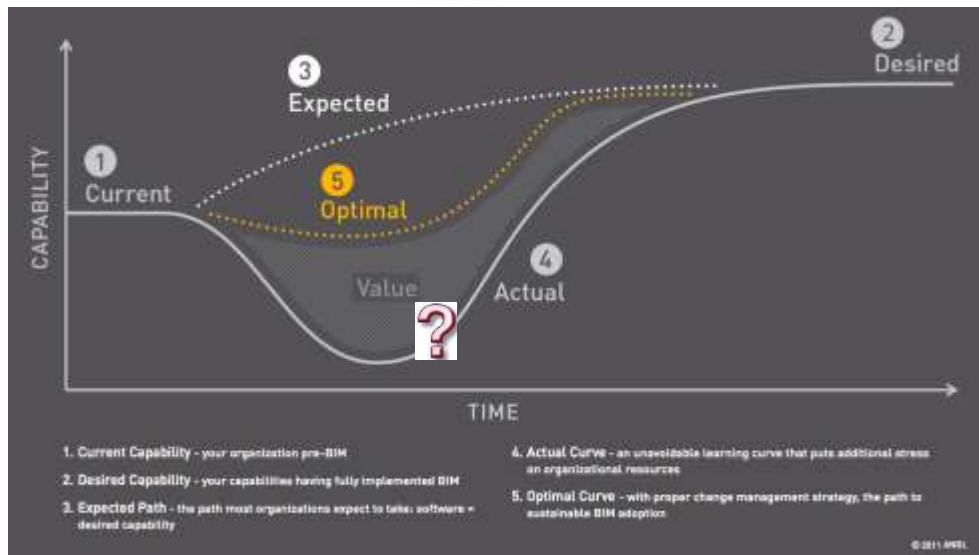 3
Expected
2
Desired
1
Current
5
Optimal
4
Actual
Value
?
CAPABILITY
TIME
1. Current Capability - your organization pre-BIM
2. Desired Capability - your capabilities having fully implemented BIM
3. Expected Path - the path most organizations expect to take: software =
desired capability
4. Actual Curve - an unavoidable learning curve that puts additional stress
on organizational resources
5. Optimal Curve - with proper change management strategy, the path to
sustainable BIM adoption
© 2011